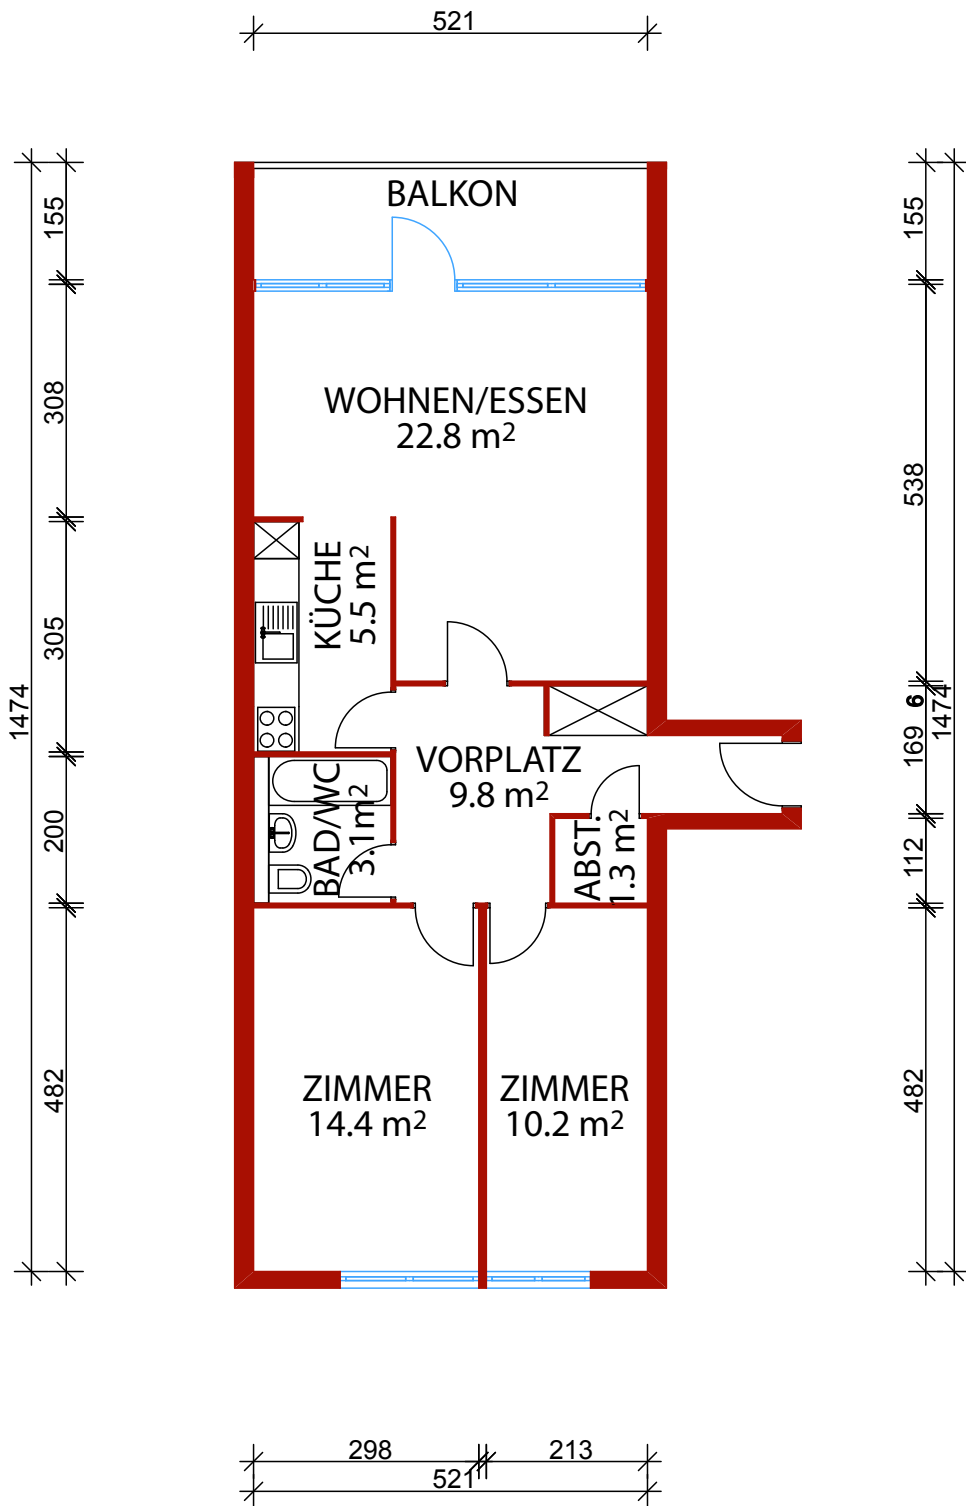 521
155
155
BALKON
308
WOHNEN/ESSEN
22.8 m²
538
305
KÜCHE
5.5 m²
1474
6
1474
169
VORPLATZ
9.8 m²
200
BAD/WC
3.1m²
ABST.
1.3 m²
112
482
ZIMMER
14.4 m²
ZIMMER
10.2 m²
482
298
213
521